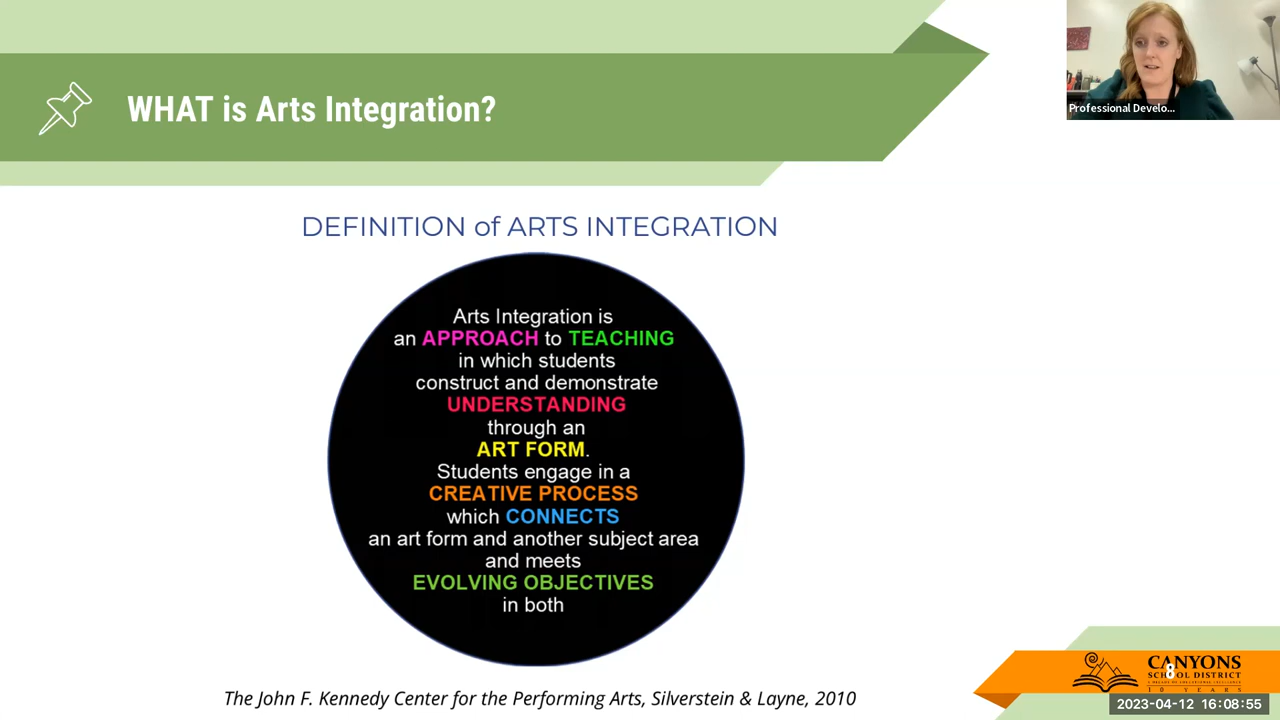 WHAT is Arts Integration?
Professional Develo...
DEFINITION of ARTS INTEGRATION
Arts Integration is
an APPROACH to TEACHING
in which students
construct and demonstrate
UNDERSTANDING
through an
ART FORM.
Students engage in a
CREATIVE PROCESS
which CONNECTS
an art form and another subject area
and meets
EVOLVING OBJECTIVES
in both
The John F. Kennedy Center for the Performing Arts, Silverstein & Layne, 2010
CANYONS
SCHOOL DISTRICT
8
10 YEARS
2023-04-12 16:08:55